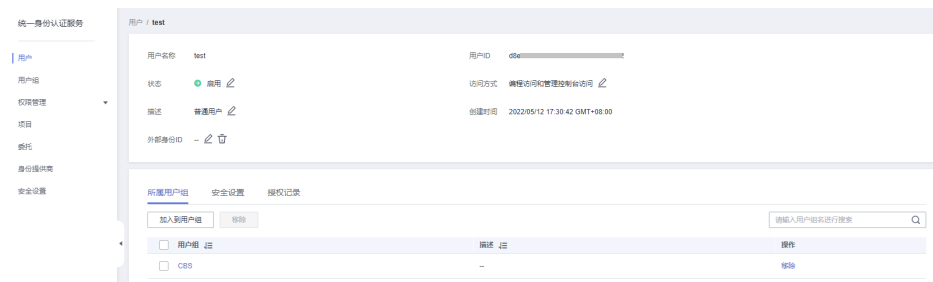 统一身份认证服务
用户
用户组
权限管理
项目
委托
身份提供商
安全设置
用户 / test
用户名称 test
用户ID d8e
状态 启用
访问方式 编程访问和管理控制台访问
描述 普通用户
创建时间 2022/05/12 17:30:42 GMT+08:00
外部身份ID --
所属用户组 安全设置 授权记录
加入到用户组 移除
请输入用户组名进行搜索
用户组 描述 操作
CBS -- 移除